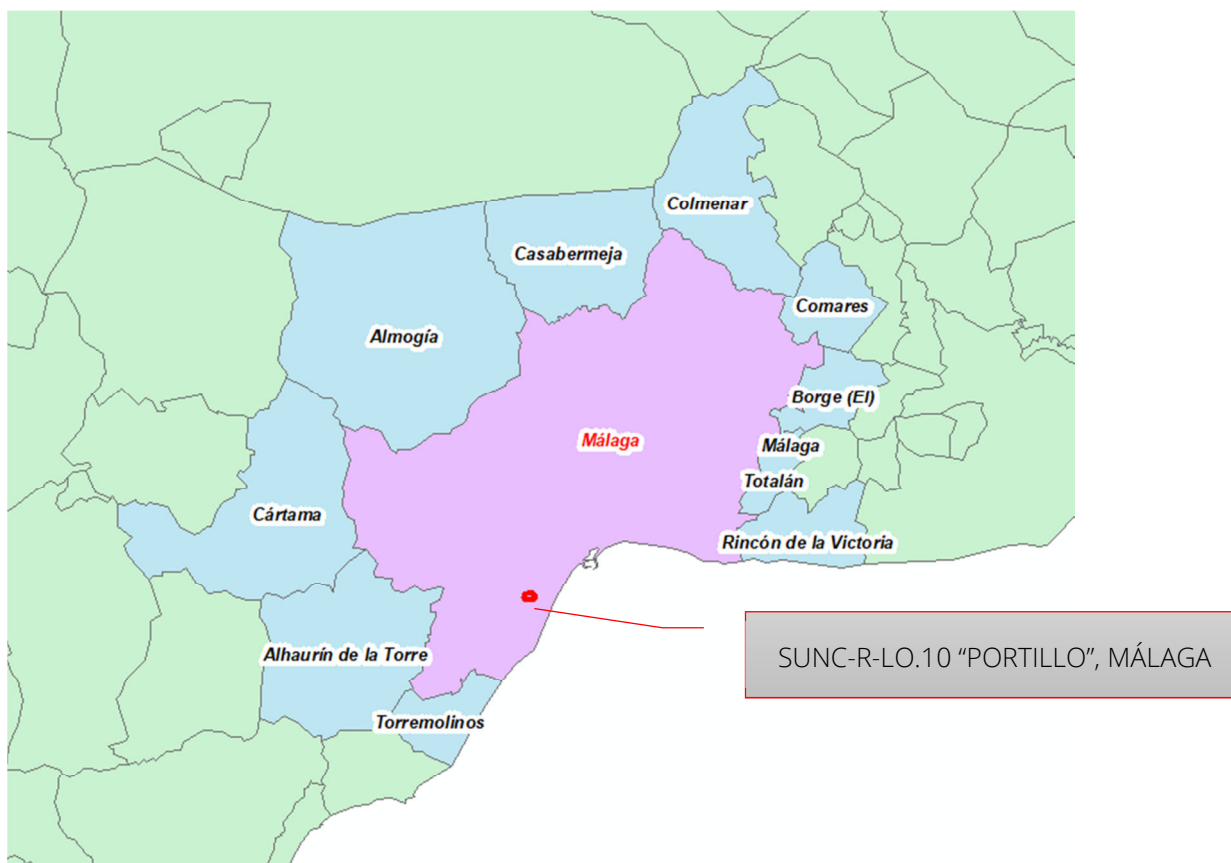 Colmenar
Casabermeja
Comares
Almogía
Borge (El)
Málaga
Málaga
Totalán
Cártama
Rincón de la Victoria
Alhaurín de la Torre
SUNC-R-LO.10 “PORTILLO”, MÁLAGA
Torremolinos